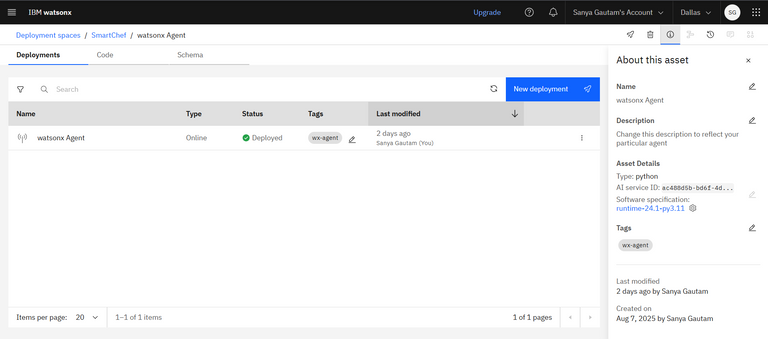 IBM watsonx
Upgrade
Sanya Gautam's Account
Dallas
SG
Deployment spaces / SmartChef / watsonx Agent
Deployments
Code
Schema
Search
New deployment
Name
Type
Status
Tags
Last modified
watsonx Agent
Online
Deployed
wx-agent
2 days ago
Sanya Gautam (You)
Items per page: 20
1–1 of 1 items
1 of 1 pages
About this asset
Name
watsonx Agent
Description
Change this description to reflect your
particular agent
Asset Details
Type: python
AI service ID: ac488d5b-bd6f-4d...
Software specification:
runtime-24.1-py3.11
Tags
wx-agent
Last modified
2 days ago by Sanya Gautam
Created on
Aug 7, 2025 by Sanya Gautam